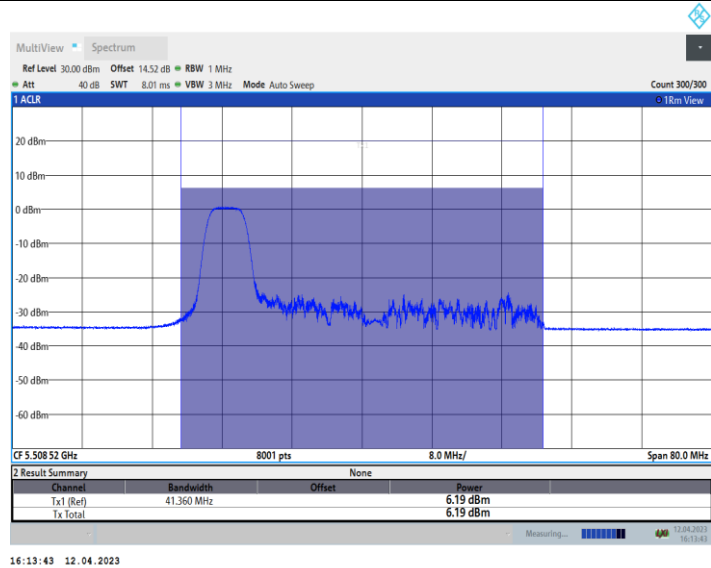 MultiView Spectrum
Ref Level 30.00 dBm Offset 14.52 dB RBW 1 MHz
Att 40 dB SWT 8.01 ms VBW 3 MHz Mode Auto Sweep Count 300/300
1 ACLR 1Rm View
20 dBm
10 dBm
0 dBm
-10 dBm
-20 dBm
-30 dBm
-40 dBm
-50 dBm
-60 dBm
CF 5.508 52 GHz 8001 pts 8.0 MHz/ Span 80.0 MHz
2 Result Summary None
Channel Bandwidth Offset Power
Tx1 (Ref) 41.360 MHz 6.19 dBm
Tx Total 6.19 dBm
Measuring... 12.04.2023
16:13:43
16:13:43 12.04.2023